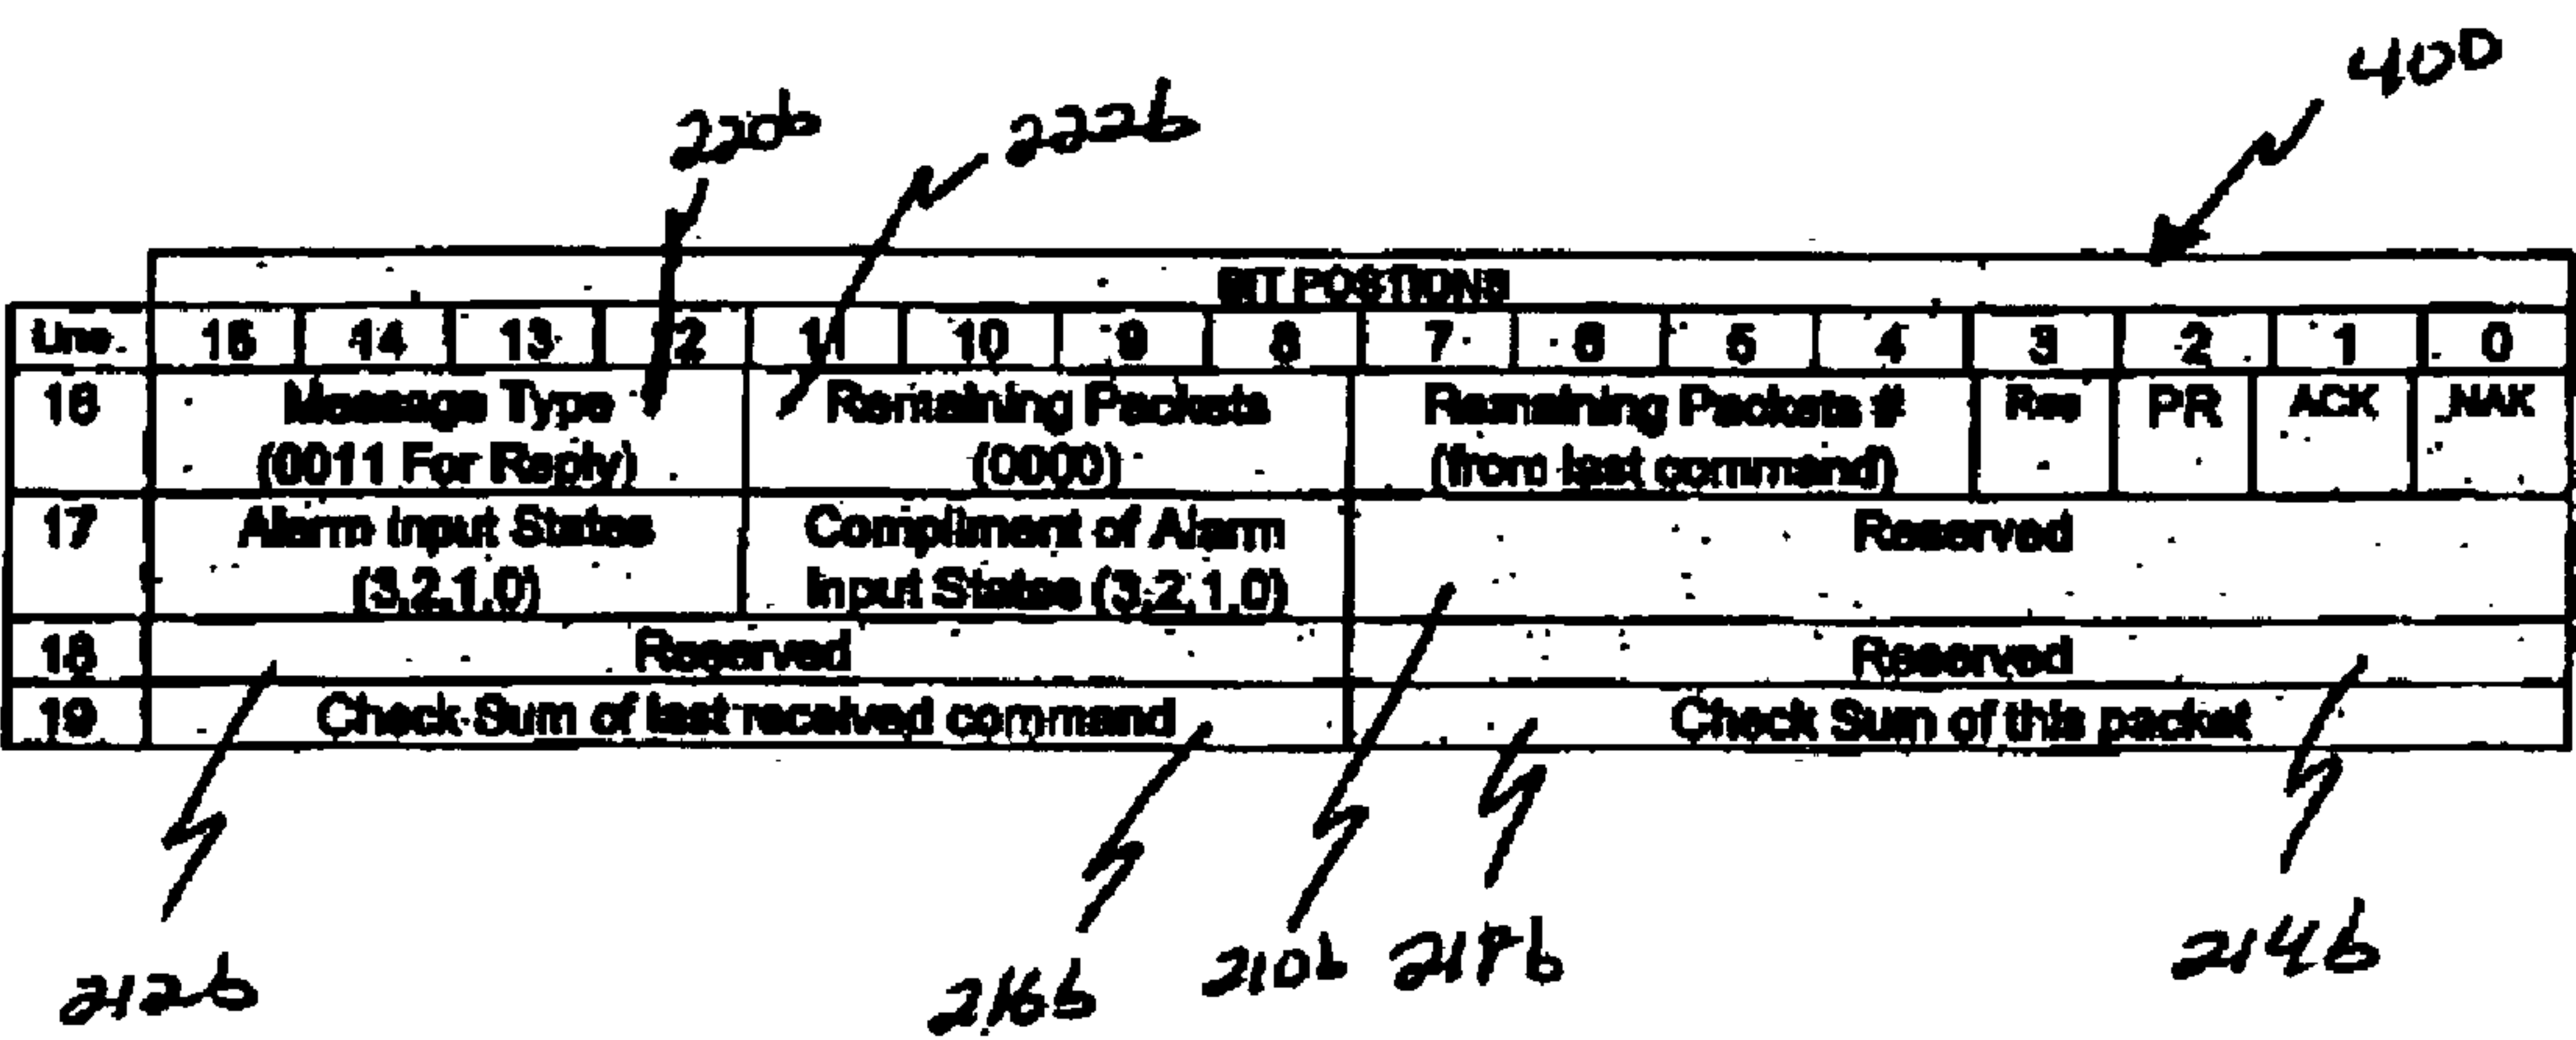 400
220b 222b
BIT POSTIONS
Line 15 14 13 12 11 10 9 8 7 6 5 4 3 2 1 0
16 Message Type Remaining Packets Remaining Packets # Res PR ACK NAK
(0011 For Reply) (0000) (from last command)
17 Alarm Input States Compliment of Alarm Reserved
(3,2,1,0) Input States (3,2,1,0)
18 Reserved Reserved
19 Check Sum of last received command Check Sum of this packet
212b 216b 210b 218b 214b